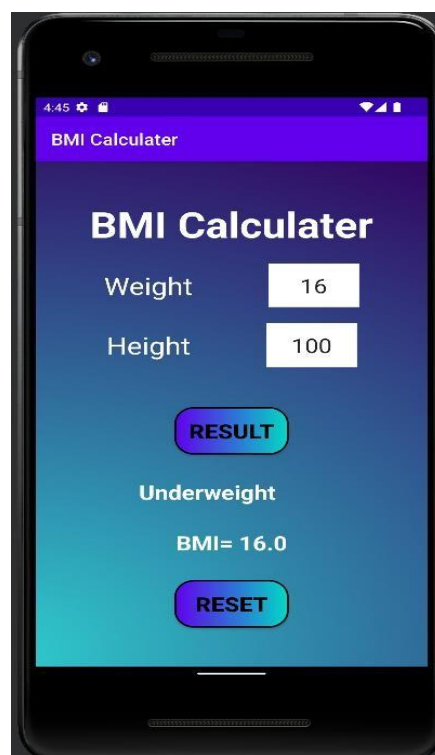 4:45
BMI Calculater
BMI Calculater
Weight 16
Height 100
RESULT
Underweight
BMI= 16.0
RESET